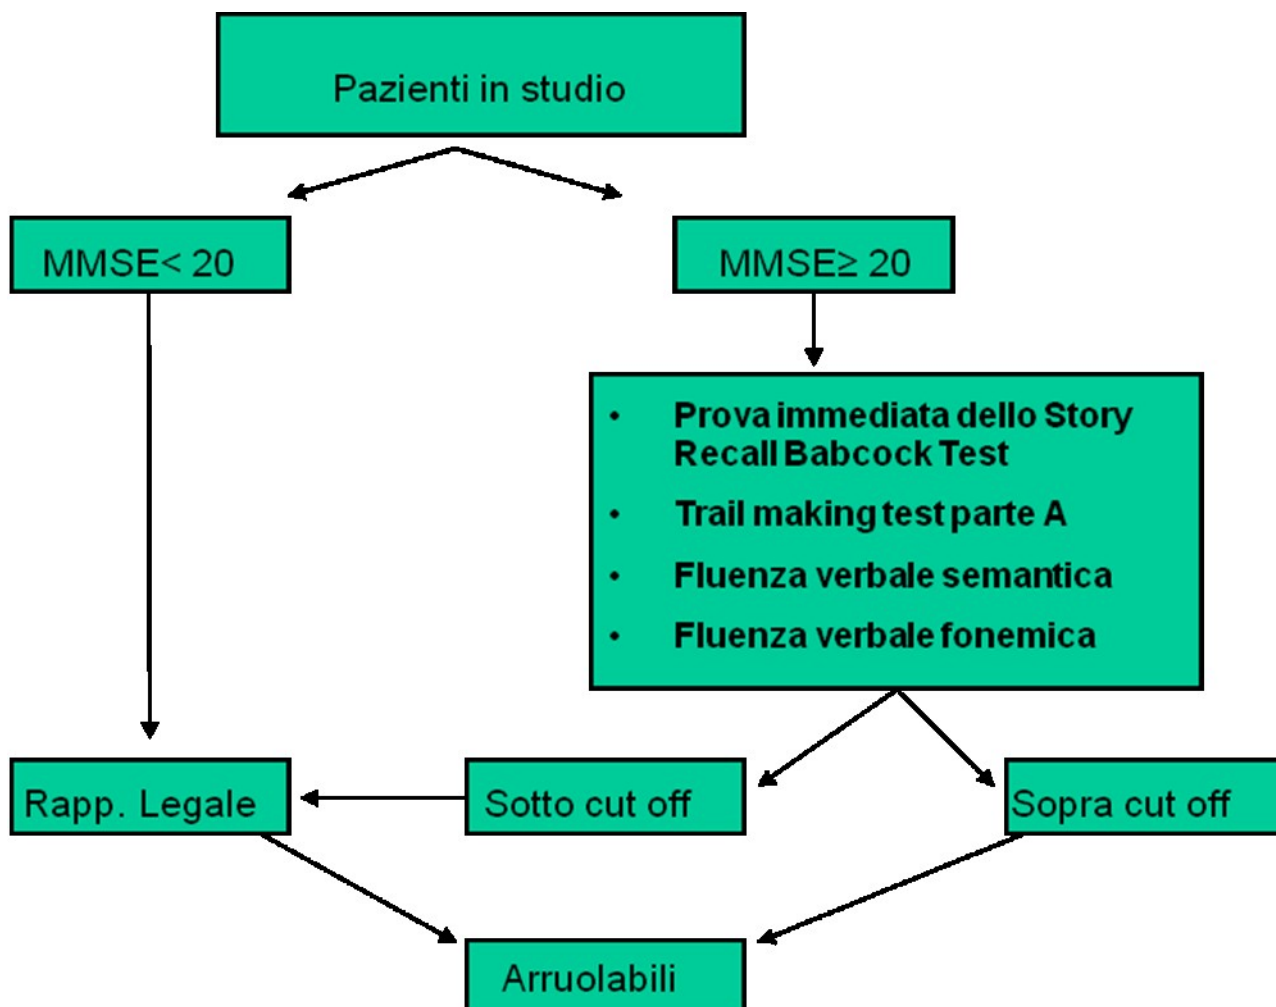 Pazienti in studio
MMSE< 20
MMSE≥ 20
• Prova immediata dello Story
Recall Babcock Test
• Trail making test parte A
• Fluenza verbale semantica
• Fluenza verbale fonemica
Rapp. Legale
Sotto cut off
Sopra cut off
Arruolabili